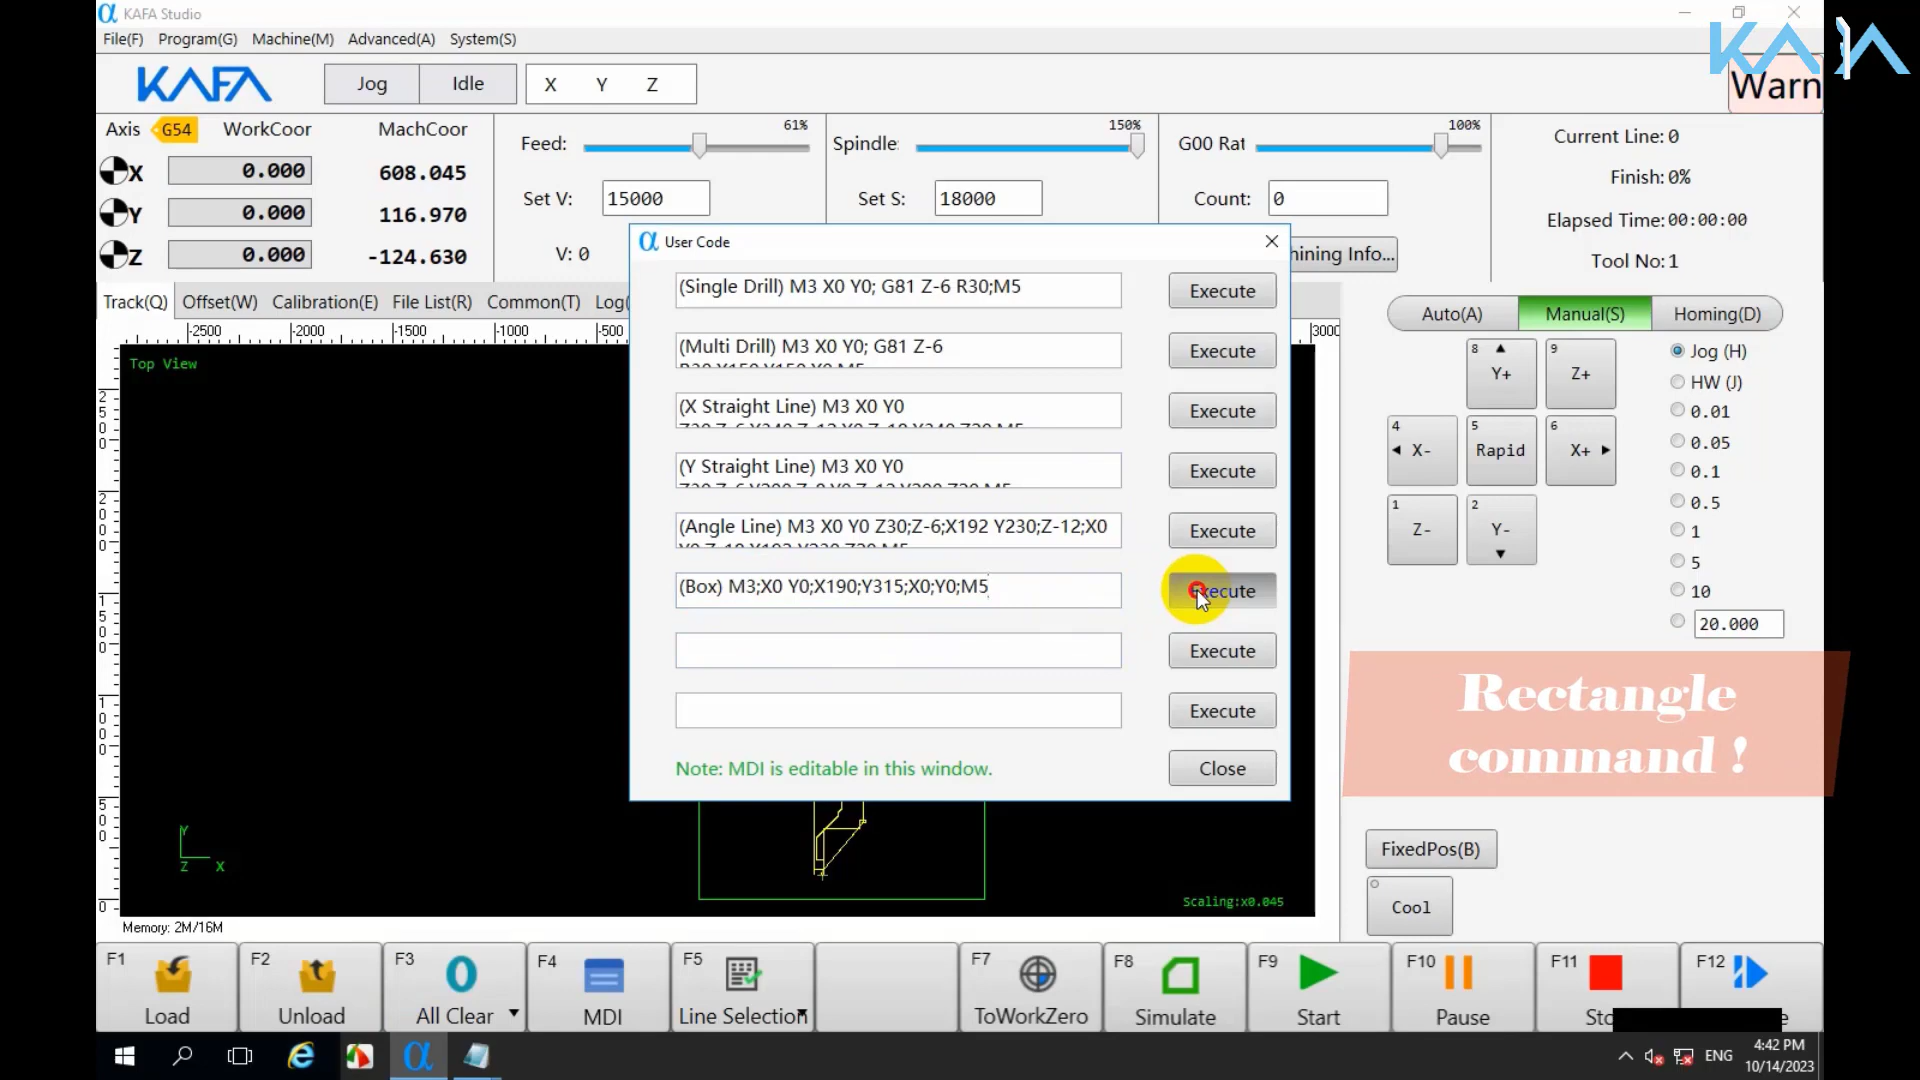 KAFA Studio
File(F) Program(G) Machine(M) Advanced(A) System(S)
KAFA
Jog Idle X Y Z
Warn
Axis G54 WorkCoor MachCoor
X 0.000 608.045
Y 0.000 116.970
Z 0.000 -124.630
Feed: 61%
Set V: 15000
V: 0
Spindle: 150%
Set S: 18000
G00 Rat 100%
Count: 0
hining Info...
Current Line: 0
Finish: 0%
Elapsed Time: 00:00:00
Tool No: 1
Track(Q) Offset(W) Calibration(E) File List(R) Common(T) Log(
-2500 -2000 -1500 -1000 -500 3000
Top View
2500
2000
1500
1000
500
0
Y
Z X
Scaling:x0.045
Memory: 2M/16M
User Code
(Single Drill) M3 X0 Y0; G81 Z-6 R30;M5 Execute
(Multi Drill) M3 X0 Y0; G81 Z-6 Execute
(X Straight Line) M3 X0 Y0 Execute
(Y Straight Line) M3 X0 Y0 Execute
(Angle Line) M3 X0 Y0 Z30;Z-6;X192 Y230;Z-12;X0 Execute
(Box) M3;X0 Y0;X190;Y315;X0;Y0;M5 Execute
Execute
Execute
Note: MDI is editable in this window. Close
Auto(A) Manual(S) Homing(D)
8 Y+ 9 Z+
4 X- 5 Rapid 6 X+
1 Z- 2 Y-
Jog (H)
HW (J)
0.01
0.05
0.1
0.5
1
5
10
20.000
Rectangle
command !
FixedPos(B)
Cool
F1 Load
F2 Unload
F3 All Clear
F4 MDI
F5 Line Selection
F7 ToWorkZero
F8 Simulate
F9 Start
F10 Pause
F11 Sto
F12
ENG
4:42 PM
10/14/2023